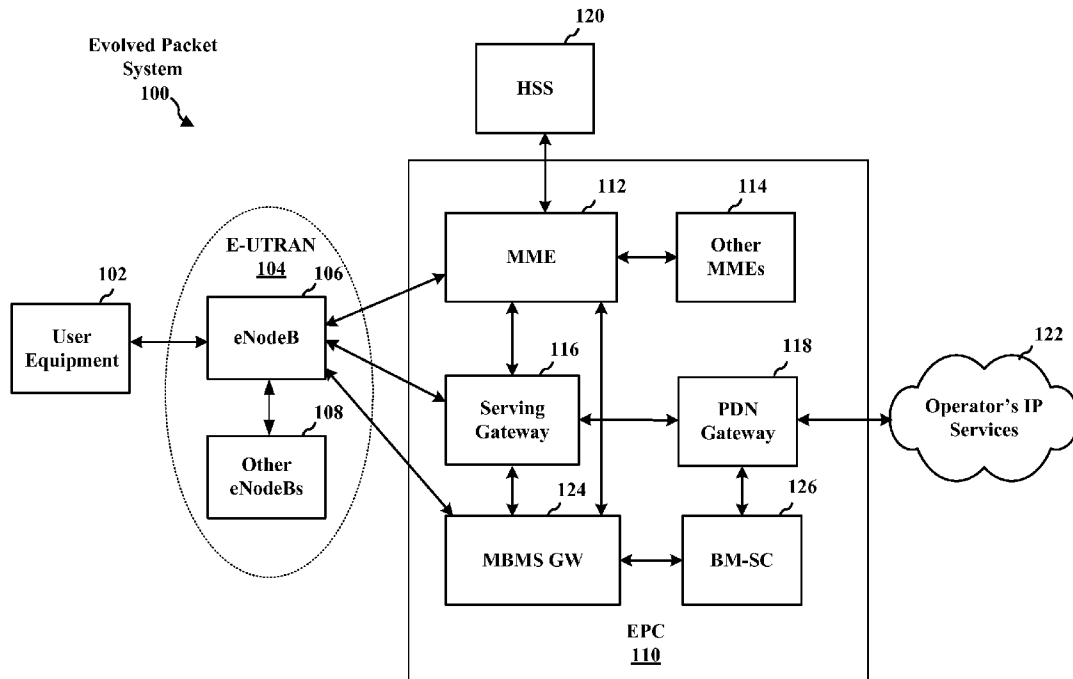 Evolved Packet
System
100
120
HSS
112
MME
114
Other
MMEs
E-UTRAN
104
102
User
Equipment
106
eNodeB
108
Other
eNodeBs
116
Serving
Gateway
118
PDN
Gateway
122
Operator's IP
Services
124
MBMS GW
126
BM-SC
EPC
110